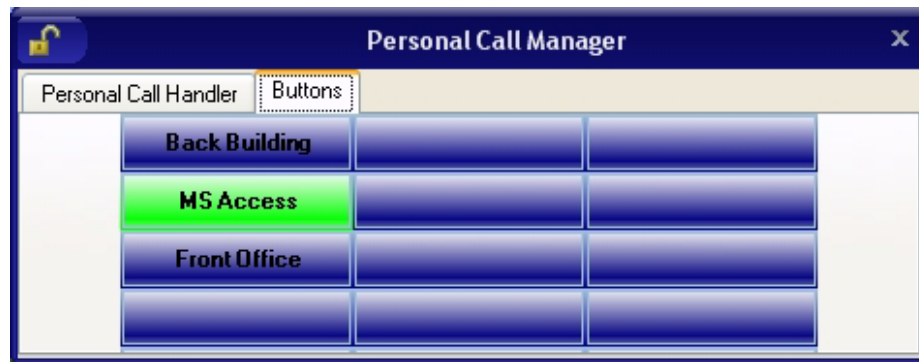 Personal Call Manager
Personal Call Handler Buttons
Back Building
MS Access
Front Office